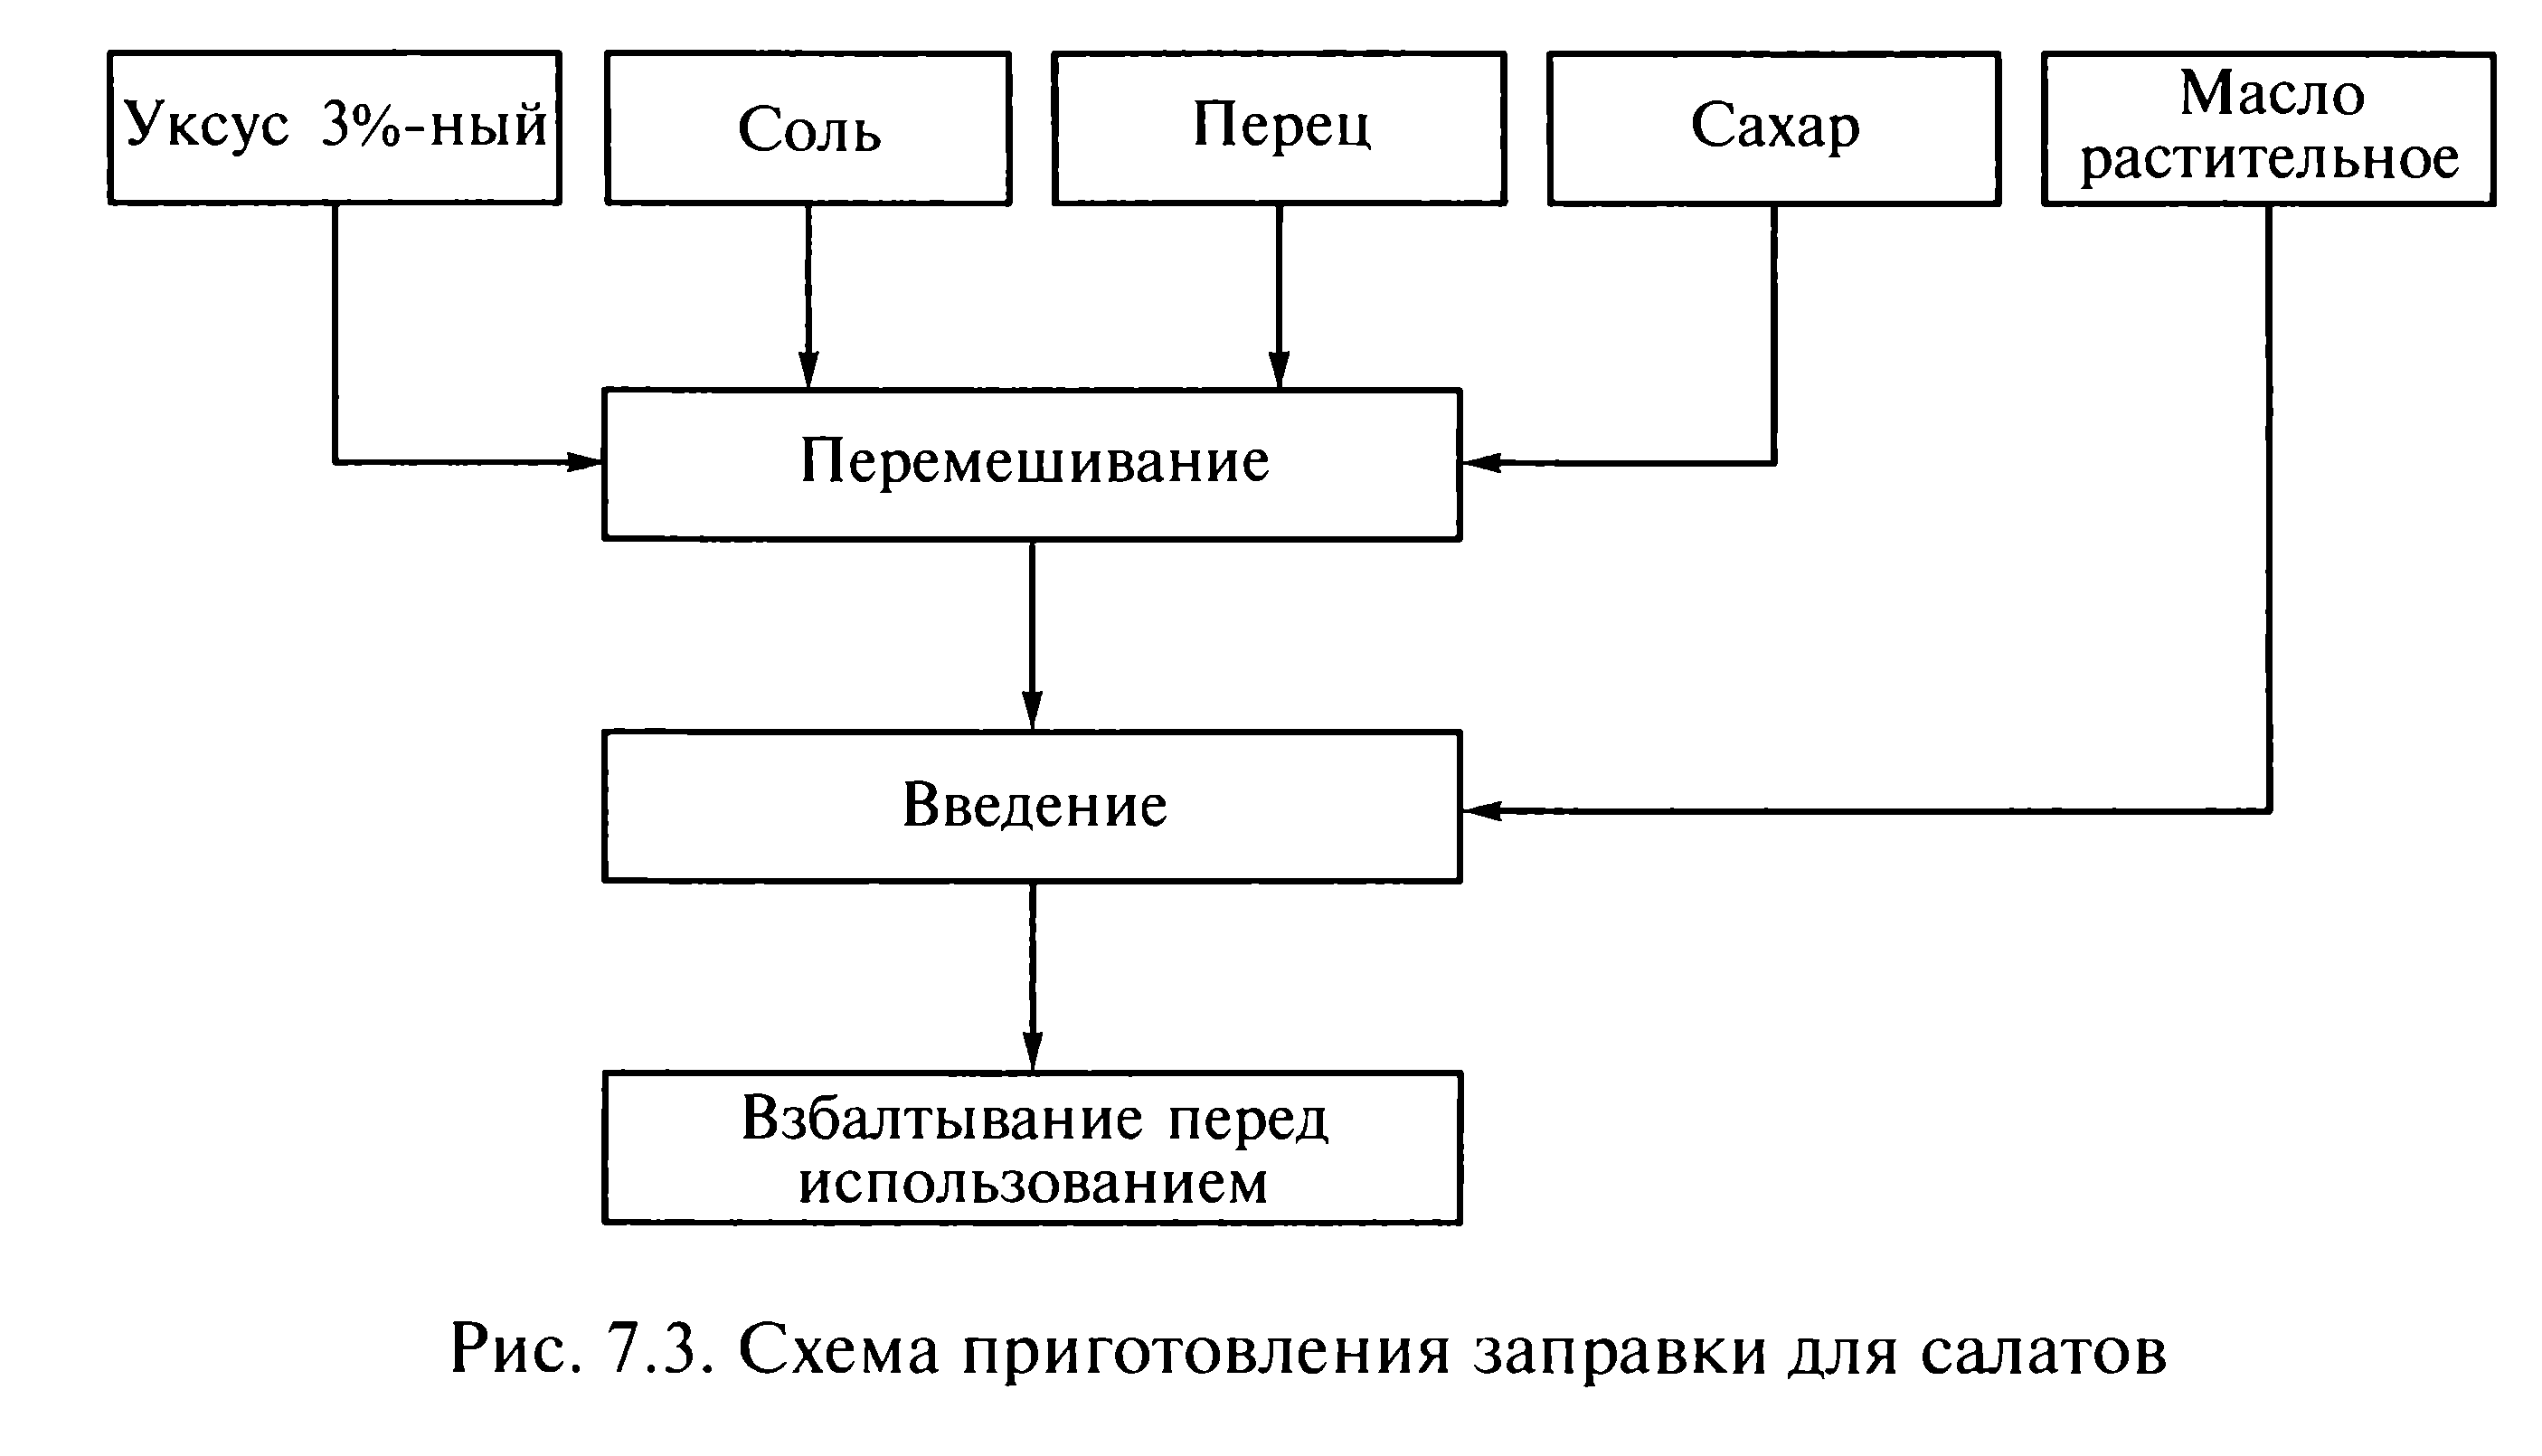 Уксус 3%-ный
Соль
Перец
Сахар
Масло
растительное
Перемешивание
Введение
Взбалтывание перед
использованием
Рис. 7.3. Схема приготовления заправки для салатов